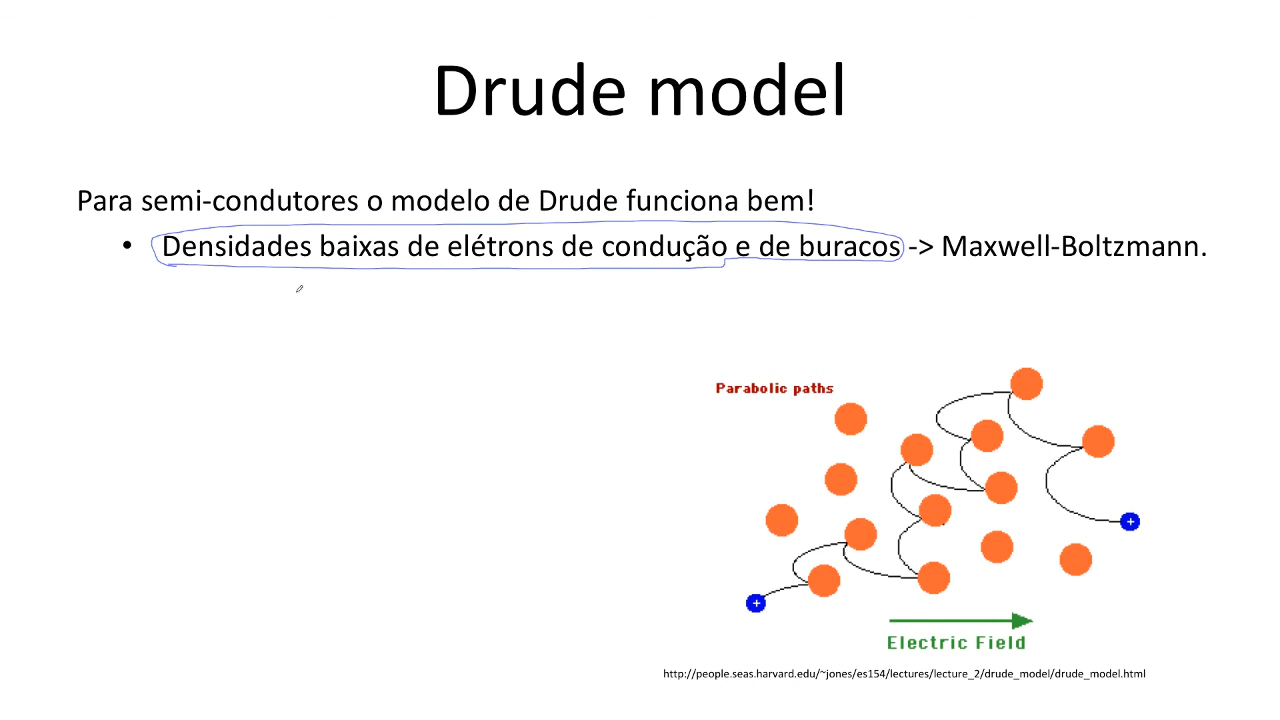 Drude model
Para semi-condutores o modelo de Drude funciona bem!
• Densidades baixas de elétrons de condução e de buracos -> Maxwell-Boltzmann.
Parabolic paths
+
+
Electric Field
http://people.seas.harvard.edu/~jones/es154/lectures/lecture_2/drude_model/drude_model.html